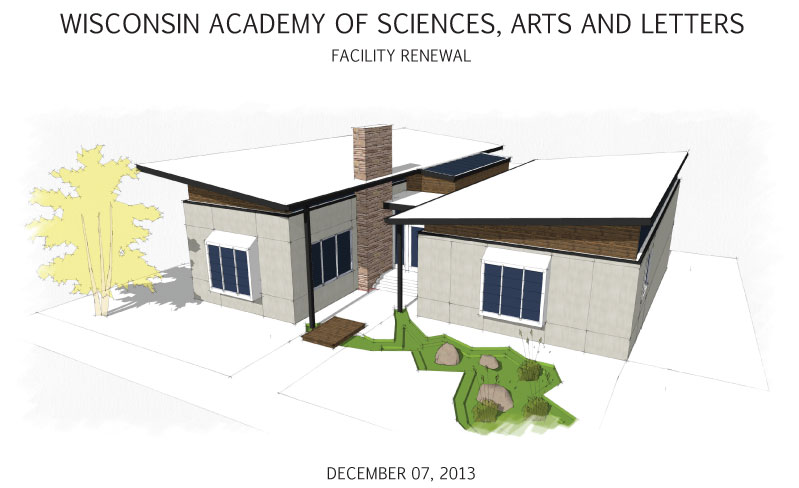 WISCONSIN ACADEMY OF SCIENCES, ARTS AND LETTERS
FACILITY RENEWAL
DECEMBER 07, 2013